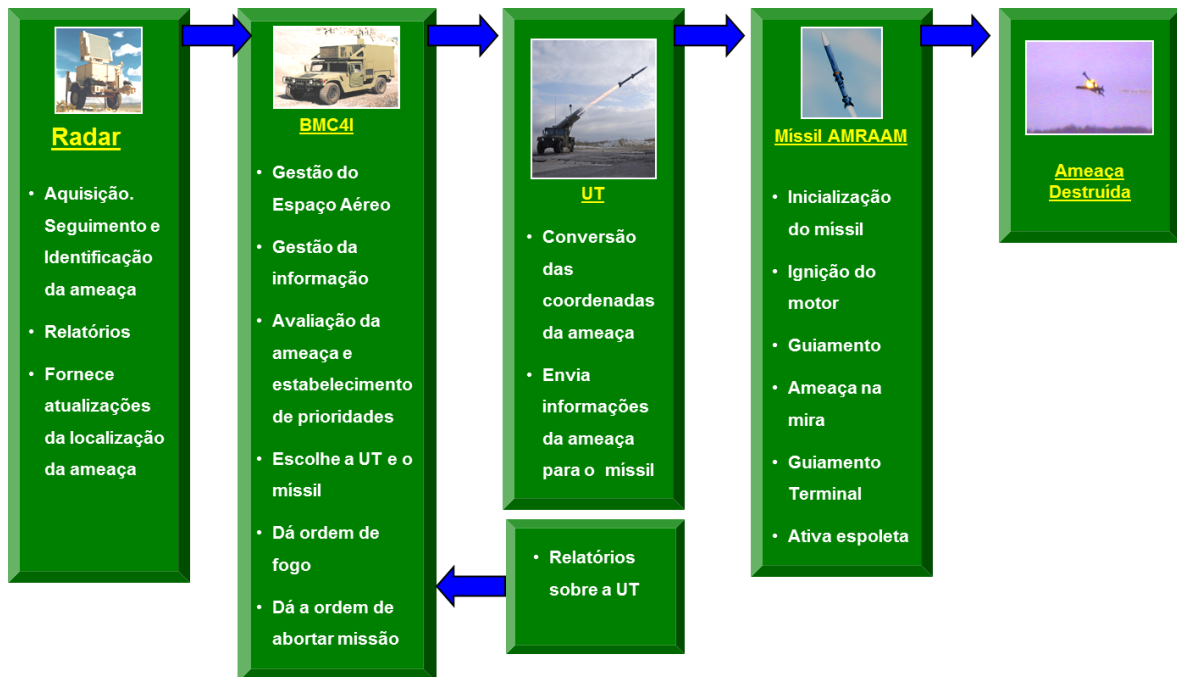 Radar
• Aquisição.
Seguimento e
Identificação
da ameaça
• Relatórios
• Fornece
atualizações
da localização
da ameaça
BMC4I
• Gestão do
Espaço Aéreo
• Gestão da
informação
• Avaliação da
ameaça e
estabelecimento
de prioridades
• Escolhe a UT e o
míssil
• Dá ordem de
fogo
• Dá a ordem de
abortar missão
UT
• Conversão
das
coordenadas
da ameaça
• Envia
informações
da ameaça
para o míssil
• Relatórios
sobre a UT
Míssil AMRAAM
• Inicialização
do míssil
• Ignição do
motor
• Guiamento
• Ameaça na
mira
• Guiamento
Terminal
• Ativa espoleta
Ameaça
Destruída